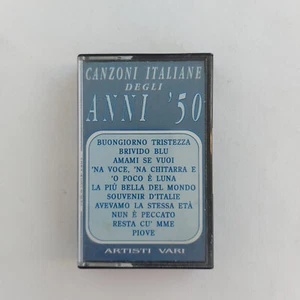 CANZONI ITALIANE
DEGLI
ANNI '50
BUONGIORNO TRISTEZZA
BRIVIDO BLU
AMAMI SE VUOI
'NA VOCE, 'NA CHITARRA E
'O POCO È LUNA
LA PIÙ BELLA DEL MONDO
SOUVENIR D'ITALIE
AVEVAMO LA STESSA ETÀ
NUN È PECCATO
RESTA CU' MME
PIOVE
ARTISTI VARI